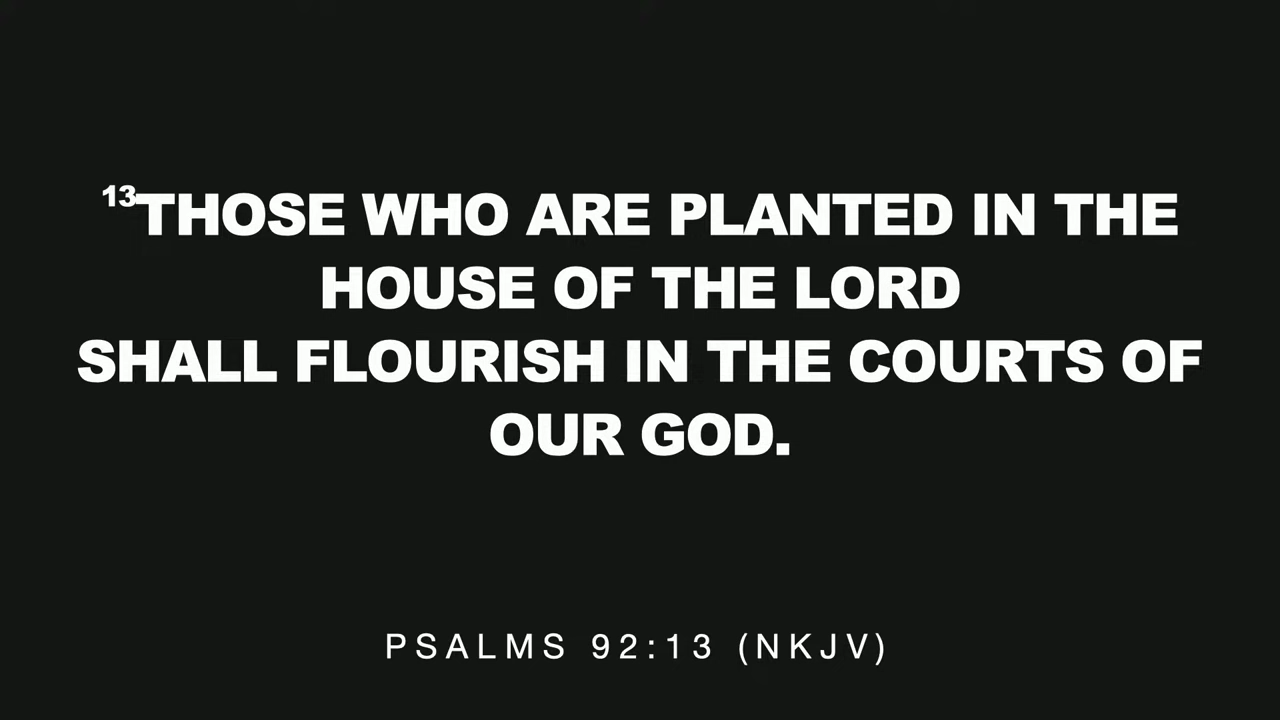 ¹³THOSE WHO ARE PLANTED IN THE
HOUSE OF THE LORD
SHALL FLOURISH IN THE COURTS OF
OUR GOD.
PSALMS 92:13 (NKJV)